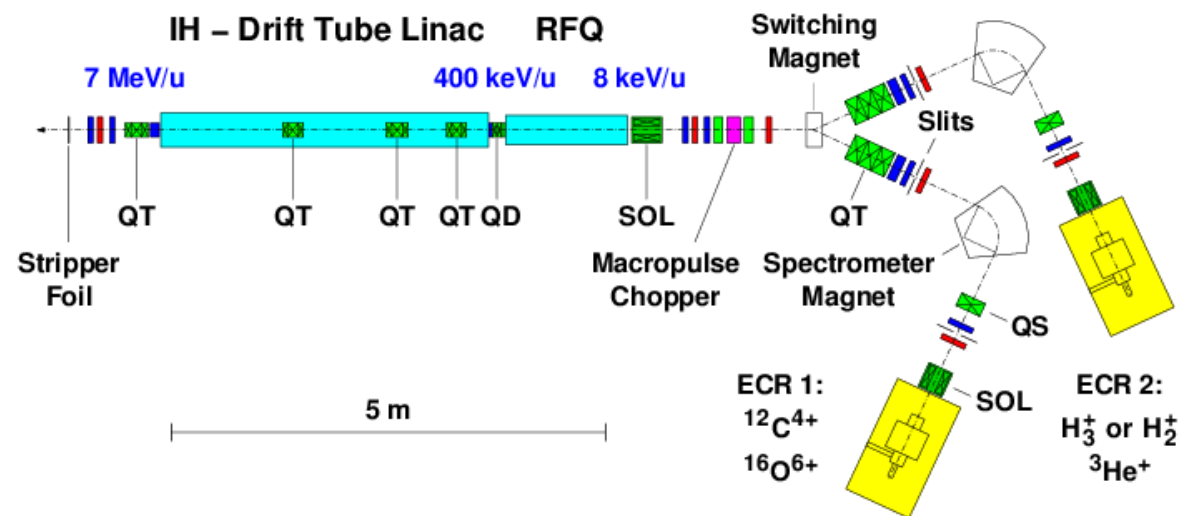 IH – Drift Tube Linac
RFQ
Switching
Magnet
7 MeV/u
400 keV/u
8 keV/u
Slits
QT
QT
QT
QT
QD
SOL
QT
Stripper
Foil
Macropulse
Chopper
Spectrometer
Magnet
QS
SOL
5 m
ECR 1:
¹²C⁴⁺
¹⁶O⁶⁺
ECR 2:
H₃⁺ or H₂⁺
³He⁺